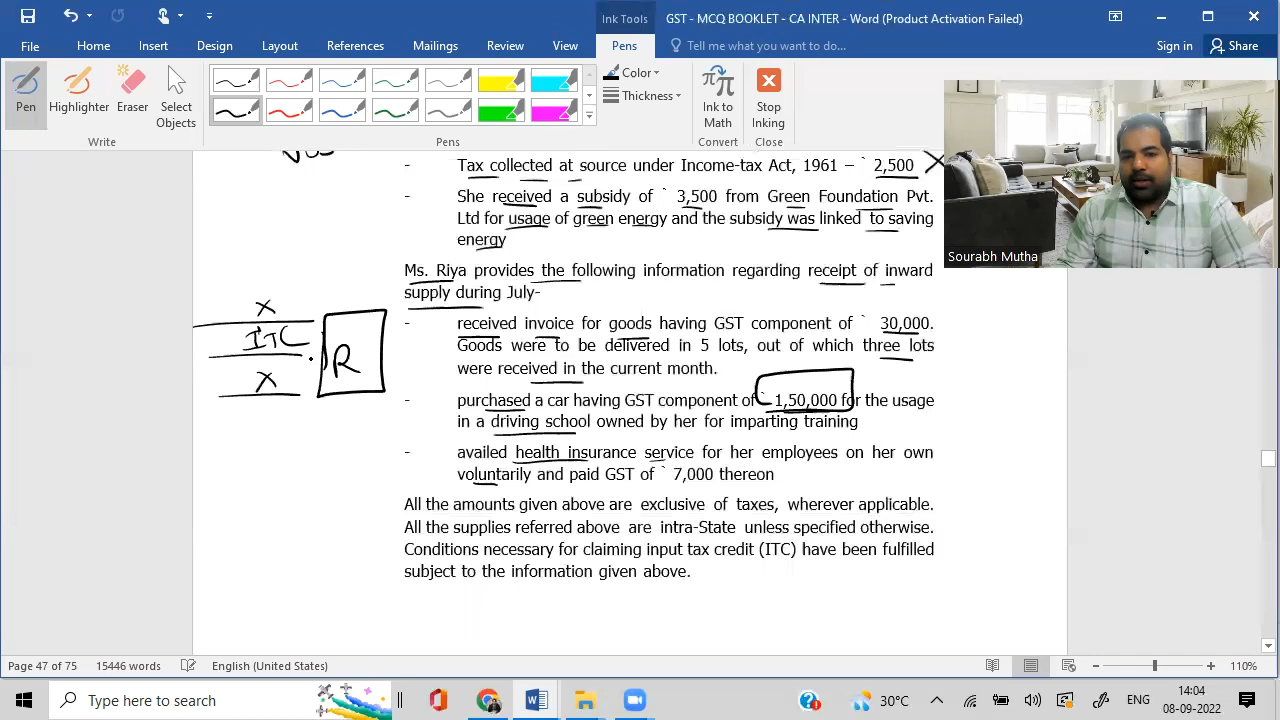 GST - MCQ BOOKLET - CA INTER - Word (Product Activation Failed)
Ink Tools
File Home Insert Design Layout References Mailings Review View Pens Tell me what you want to do... Sign in Share
Pen Highlighter Eraser Select Objects
Color
Thickness
Ink to Math
Stop Inking
Write Pens Convert Close
- Tax collected at source under Income-tax Act, 1961 – ` 2,500 X
- She received a subsidy of ` 3,500 from Green Foundation Pvt.
Ltd for usage of green energy and the subsidy was linked to saving
energy
Sourabh Mutha
Ms. Riya provides the following information regarding receipt of inward
supply during July-
- received invoice for goods having GST component of ` 30,000.
Goods were to be delivered in 5 lots, out of which three lots
were received in the current month.
X
ITC
X
R
- purchased a car having GST component of ` 1,50,000 for the usage
in a driving school owned by her for imparting training
- availed health insurance service for her employees on her own
voluntarily and paid GST of ` 7,000 thereon
All the amounts given above are exclusive of taxes, wherever applicable.
All the supplies referred above are intra-State unless specified otherwise.
Conditions necessary for claiming input tax credit (ITC) have been fulfilled
subject to the information given above.
Page 47 of 75 15446 words English (United States) 110%
Type here to search 30°C ENG 14:04
08-09-2022